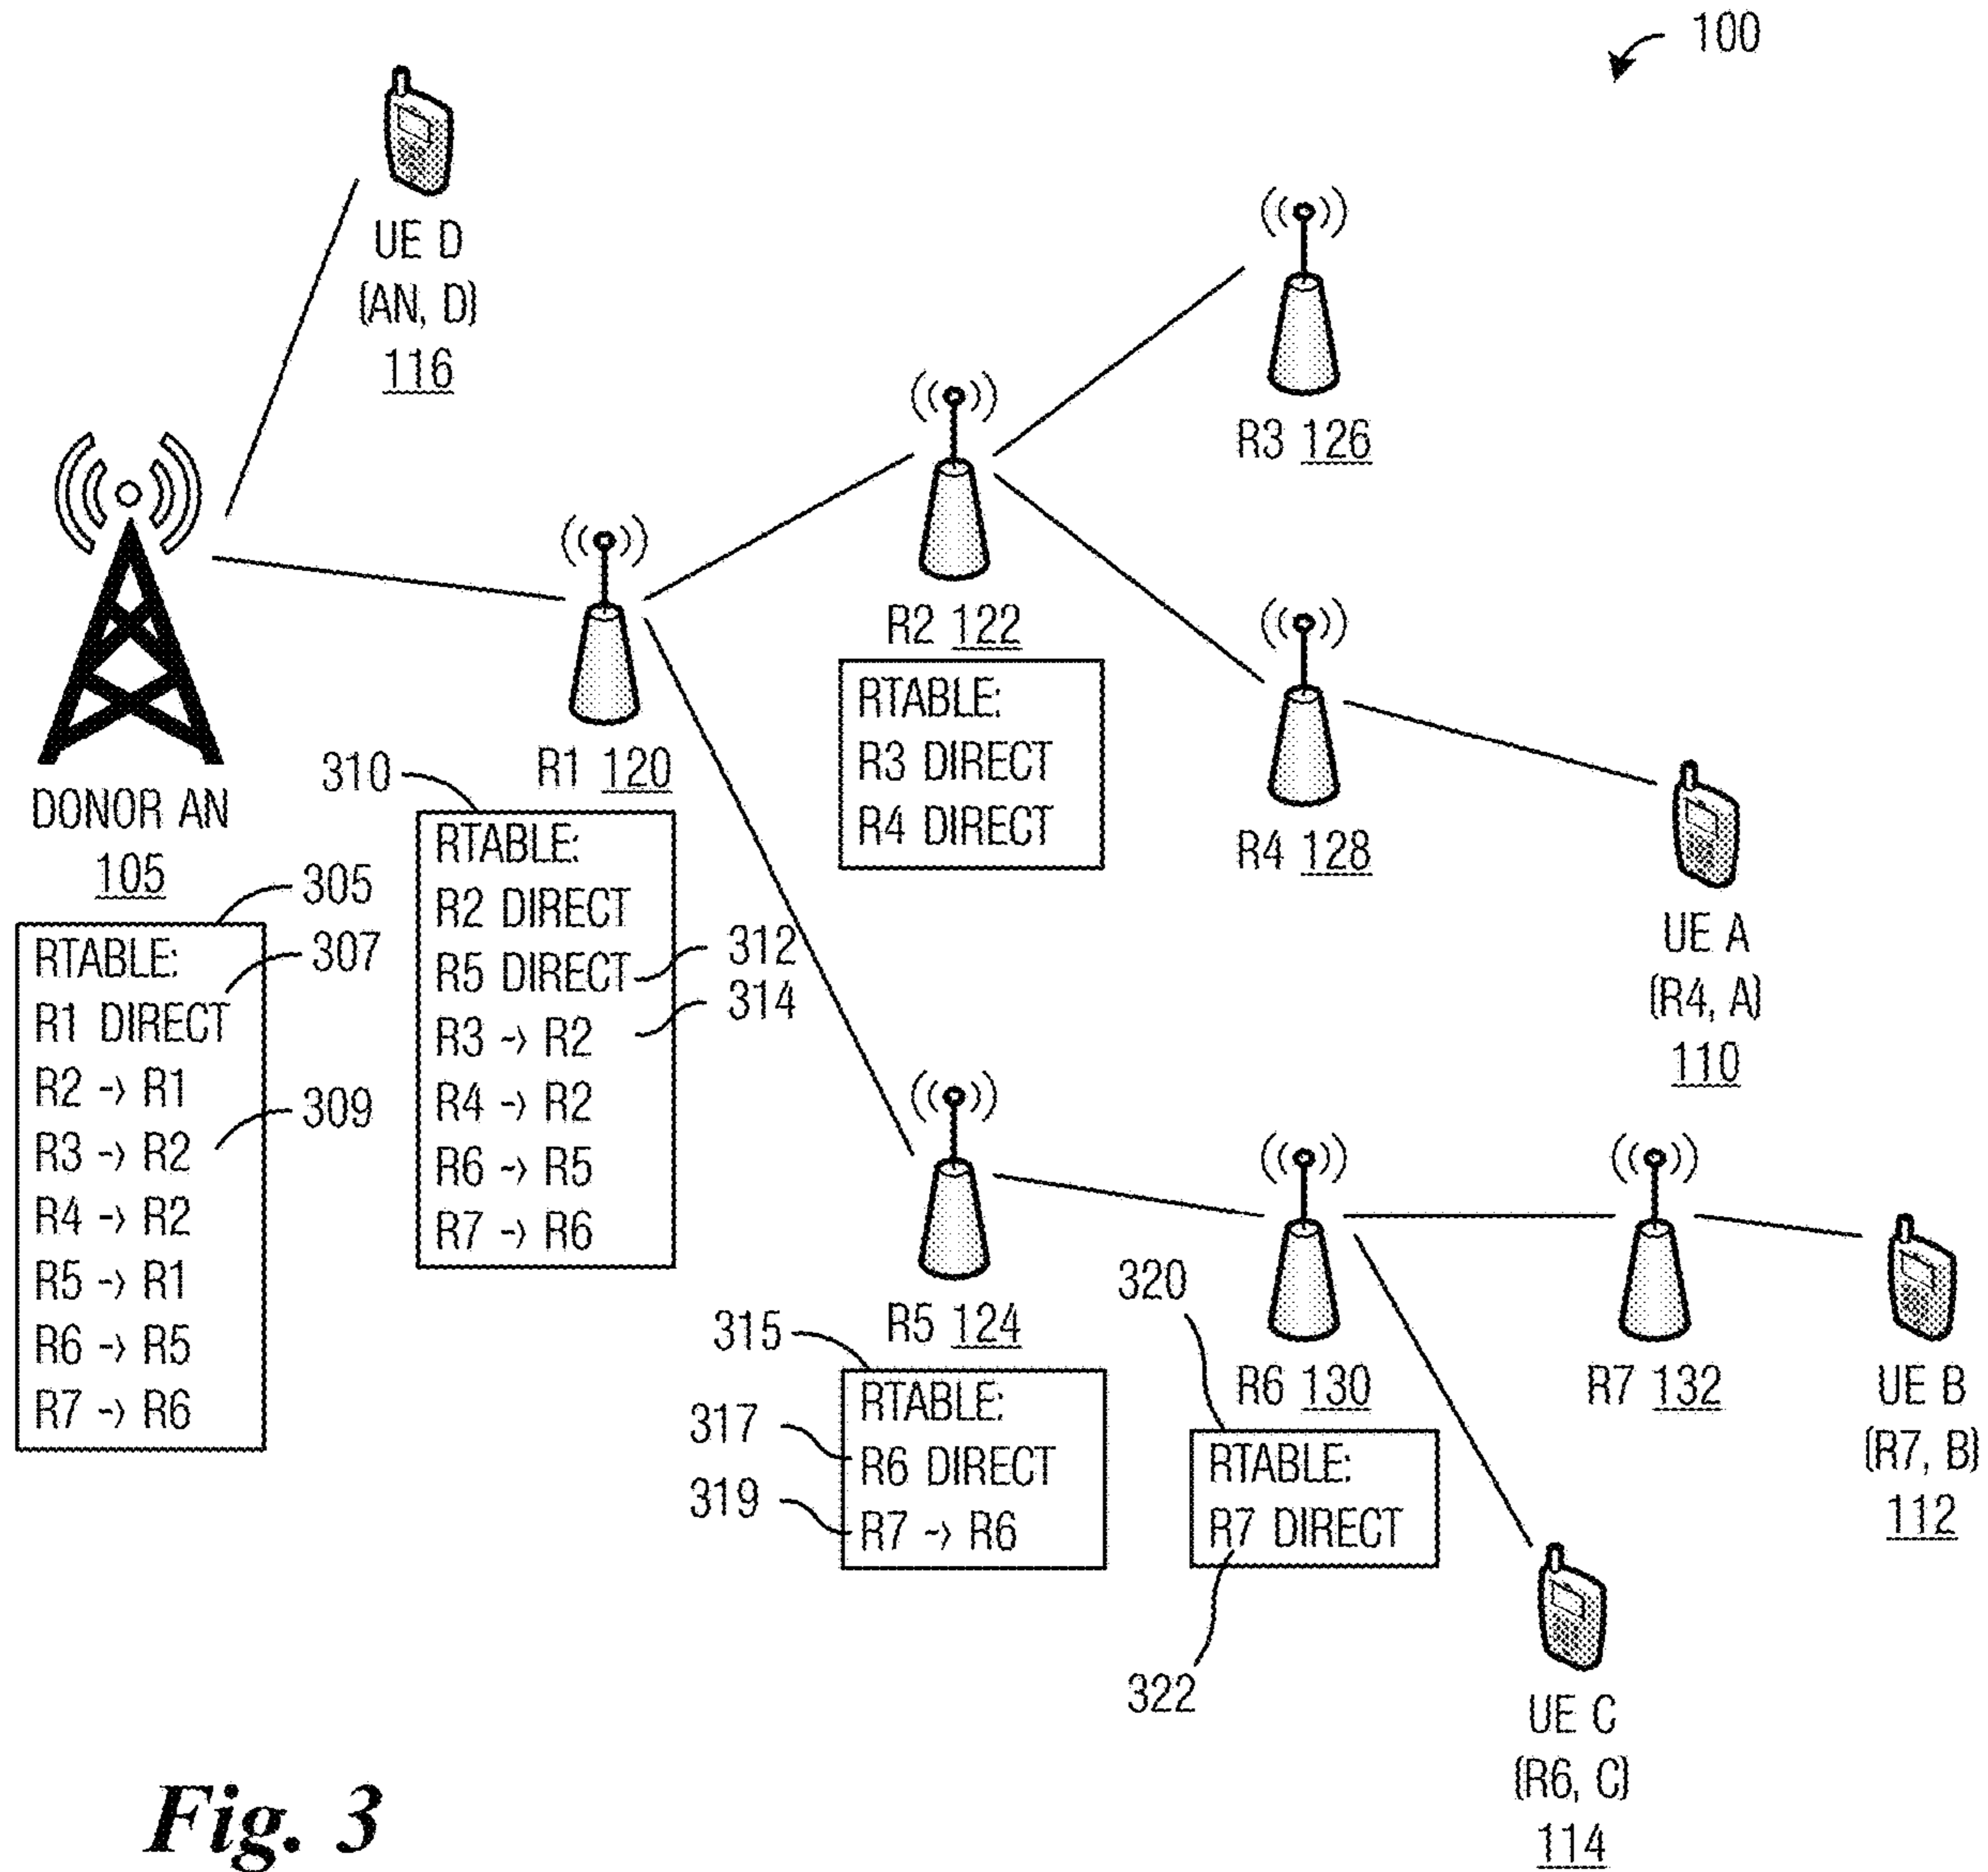 100
UE D
(AN, D)
116
R3 126
R2 122
RTABLE:
R3 DIRECT
R4 DIRECT
R4 128
R1 120
310
RTABLE:
R2 DIRECT
R5 DIRECT
R3 -> R2
R4 -> R2
R6 -> R5
R7 -> R6
312
314
DONOR AN
105
305
RTABLE:
R1 DIRECT
R2 -> R1
R3 -> R2
R4 -> R2
R5 -> R1
R6 -> R5
R7 -> R6
307
309
UE A
(R4, A)
110
R5 124
315
RTABLE:
R6 DIRECT
R7 -> R6
317
319
R6 130
320
RTABLE:
R7 DIRECT
322
R7 132
UE B
(R7, B)
112
UE C
(R6, C)
114
Fig. 3